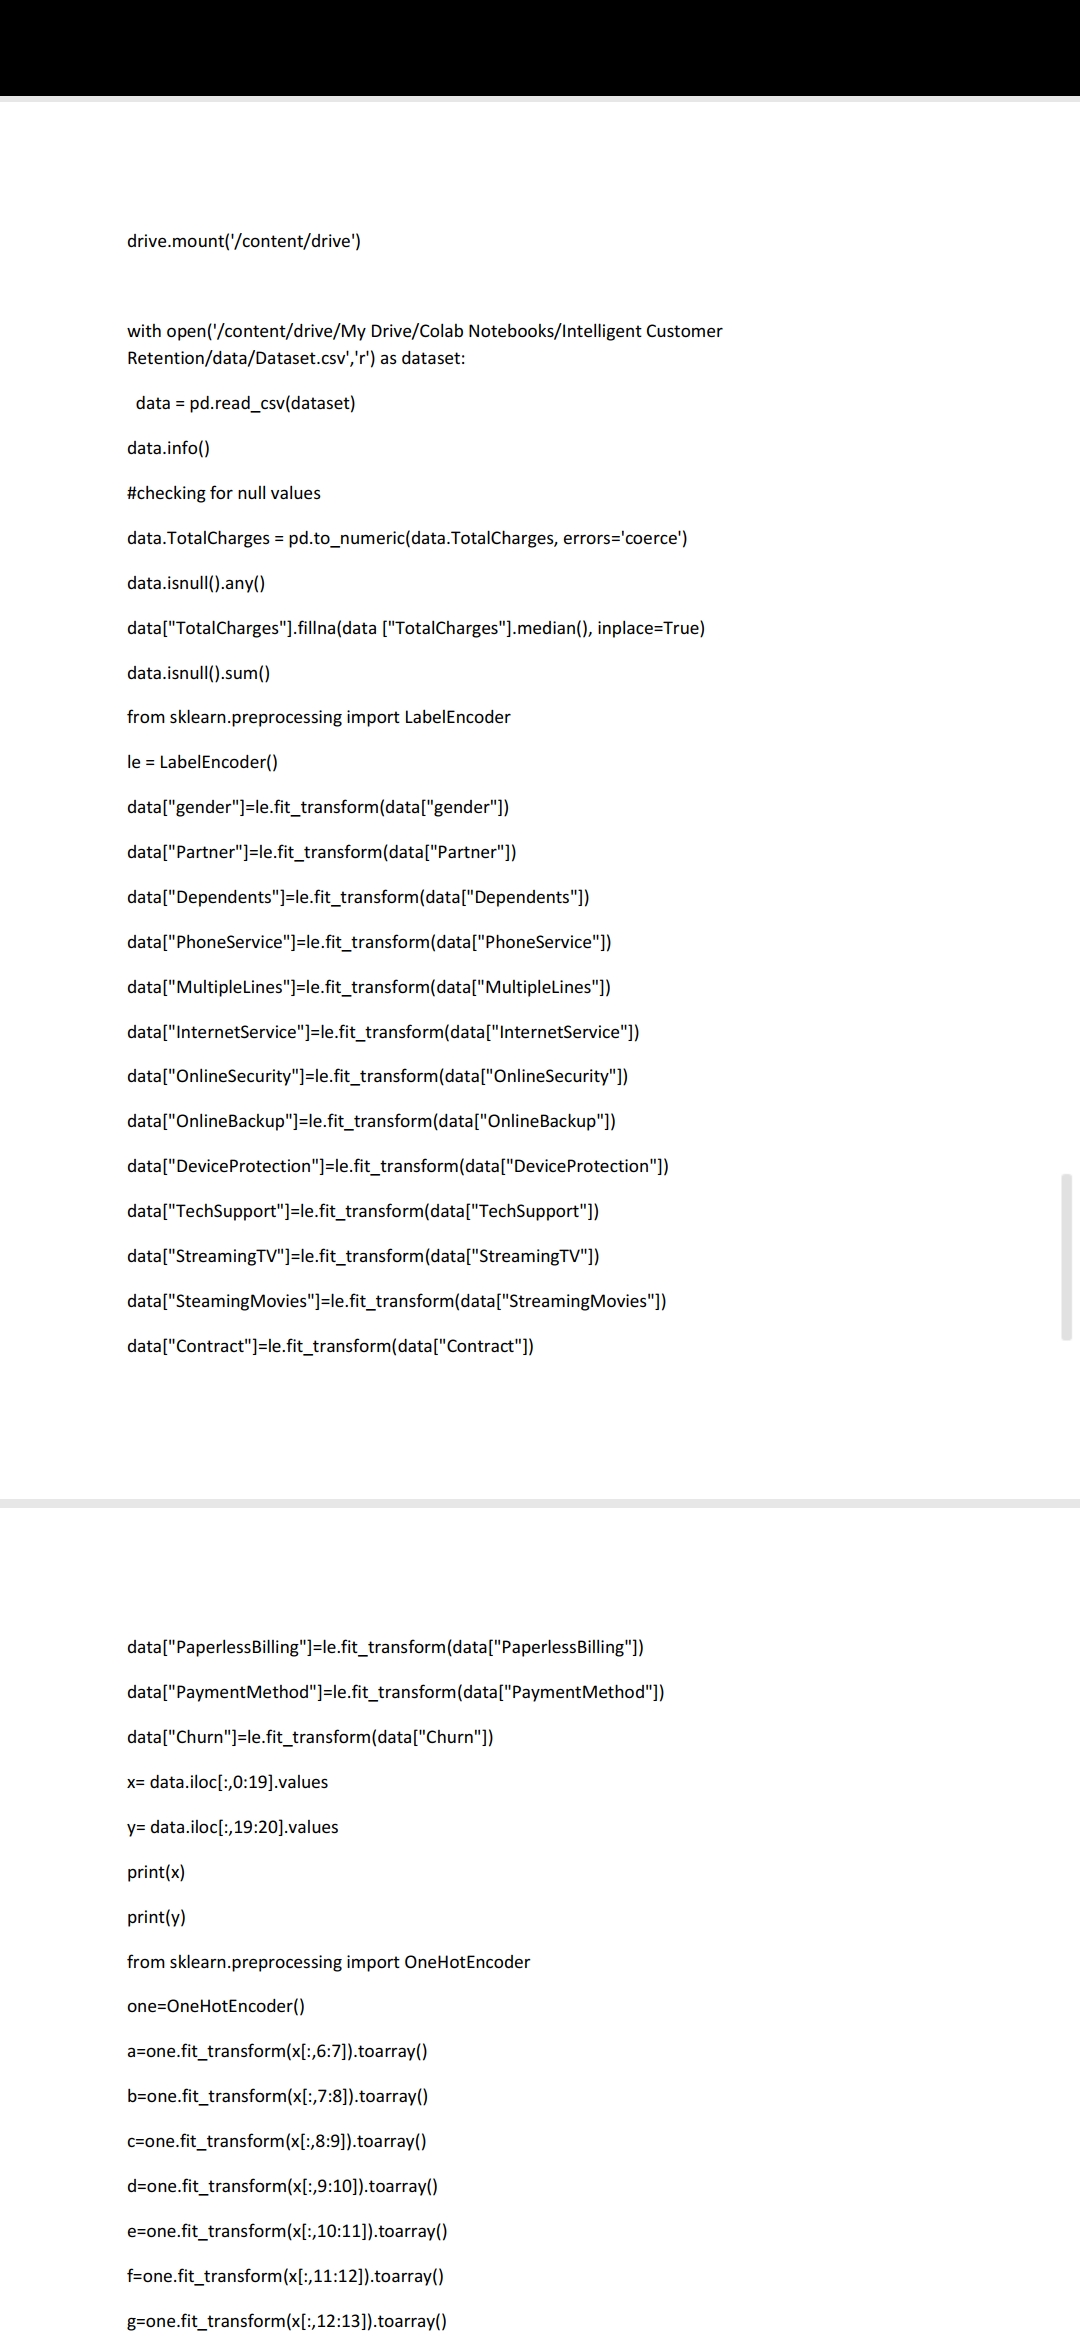 drive.mount('/content/drive')
with open('/content/drive/My Drive/Colab Notebooks/Intelligent Customer
Retention/data/Dataset.csv','r') as dataset:
data = pd.read_csv(dataset)
data.info()
#checking for null values
data.TotalCharges = pd.to_numeric(data.TotalCharges, errors='coerce')
data.isnull().any()
data["TotalCharges"].fillna(data ["TotalCharges"].median(), inplace=True)
data.isnull().sum()
from sklearn.preprocessing import LabelEncoder
le = LabelEncoder()
data["gender"]=le.fit_transform(data["gender"])
data["Partner"]=le.fit_transform(data["Partner"])
data["Dependents"]=le.fit_transform(data["Dependents"])
data["PhoneService"]=le.fit_transform(data["PhoneService"])
data["MultipleLines"]=le.fit_transform(data["MultipleLines"])
data["InternetService"]=le.fit_transform(data["InternetService"])
data["OnlineSecurity"]=le.fit_transform(data["OnlineSecurity"])
data["OnlineBackup"]=le.fit_transform(data["OnlineBackup"])
data["DeviceProtection"]=le.fit_transform(data["DeviceProtection"])
data["TechSupport"]=le.fit_transform(data["TechSupport"])
data["StreamingTV"]=le.fit_transform(data["StreamingTV"])
data["SteamingMovies"]=le.fit_transform(data["StreamingMovies"])
data["Contract"]=le.fit_transform(data["Contract"])
data["PaperlessBilling"]=le.fit_transform(data["PaperlessBilling"])
data["PaymentMethod"]=le.fit_transform(data["PaymentMethod"])
data["Churn"]=le.fit_transform(data["Churn"])
x= data.iloc[:,0:19].values
y= data.iloc[:,19:20].values
print(x)
print(y)
from sklearn.preprocessing import OneHotEncoder
one=OneHotEncoder()
a=one.fit_transform(x[:,6:7]).toarray()
b=one.fit_transform(x[:,7:8]).toarray()
c=one.fit_transform(x[:,8:9]).toarray()
d=one.fit_transform(x[:,9:10]).toarray()
e=one.fit_transform(x[:,10:11]).toarray()
f=one.fit_transform(x[:,11:12]).toarray()
g=one.fit_transform(x[:,12:13]).toarray()